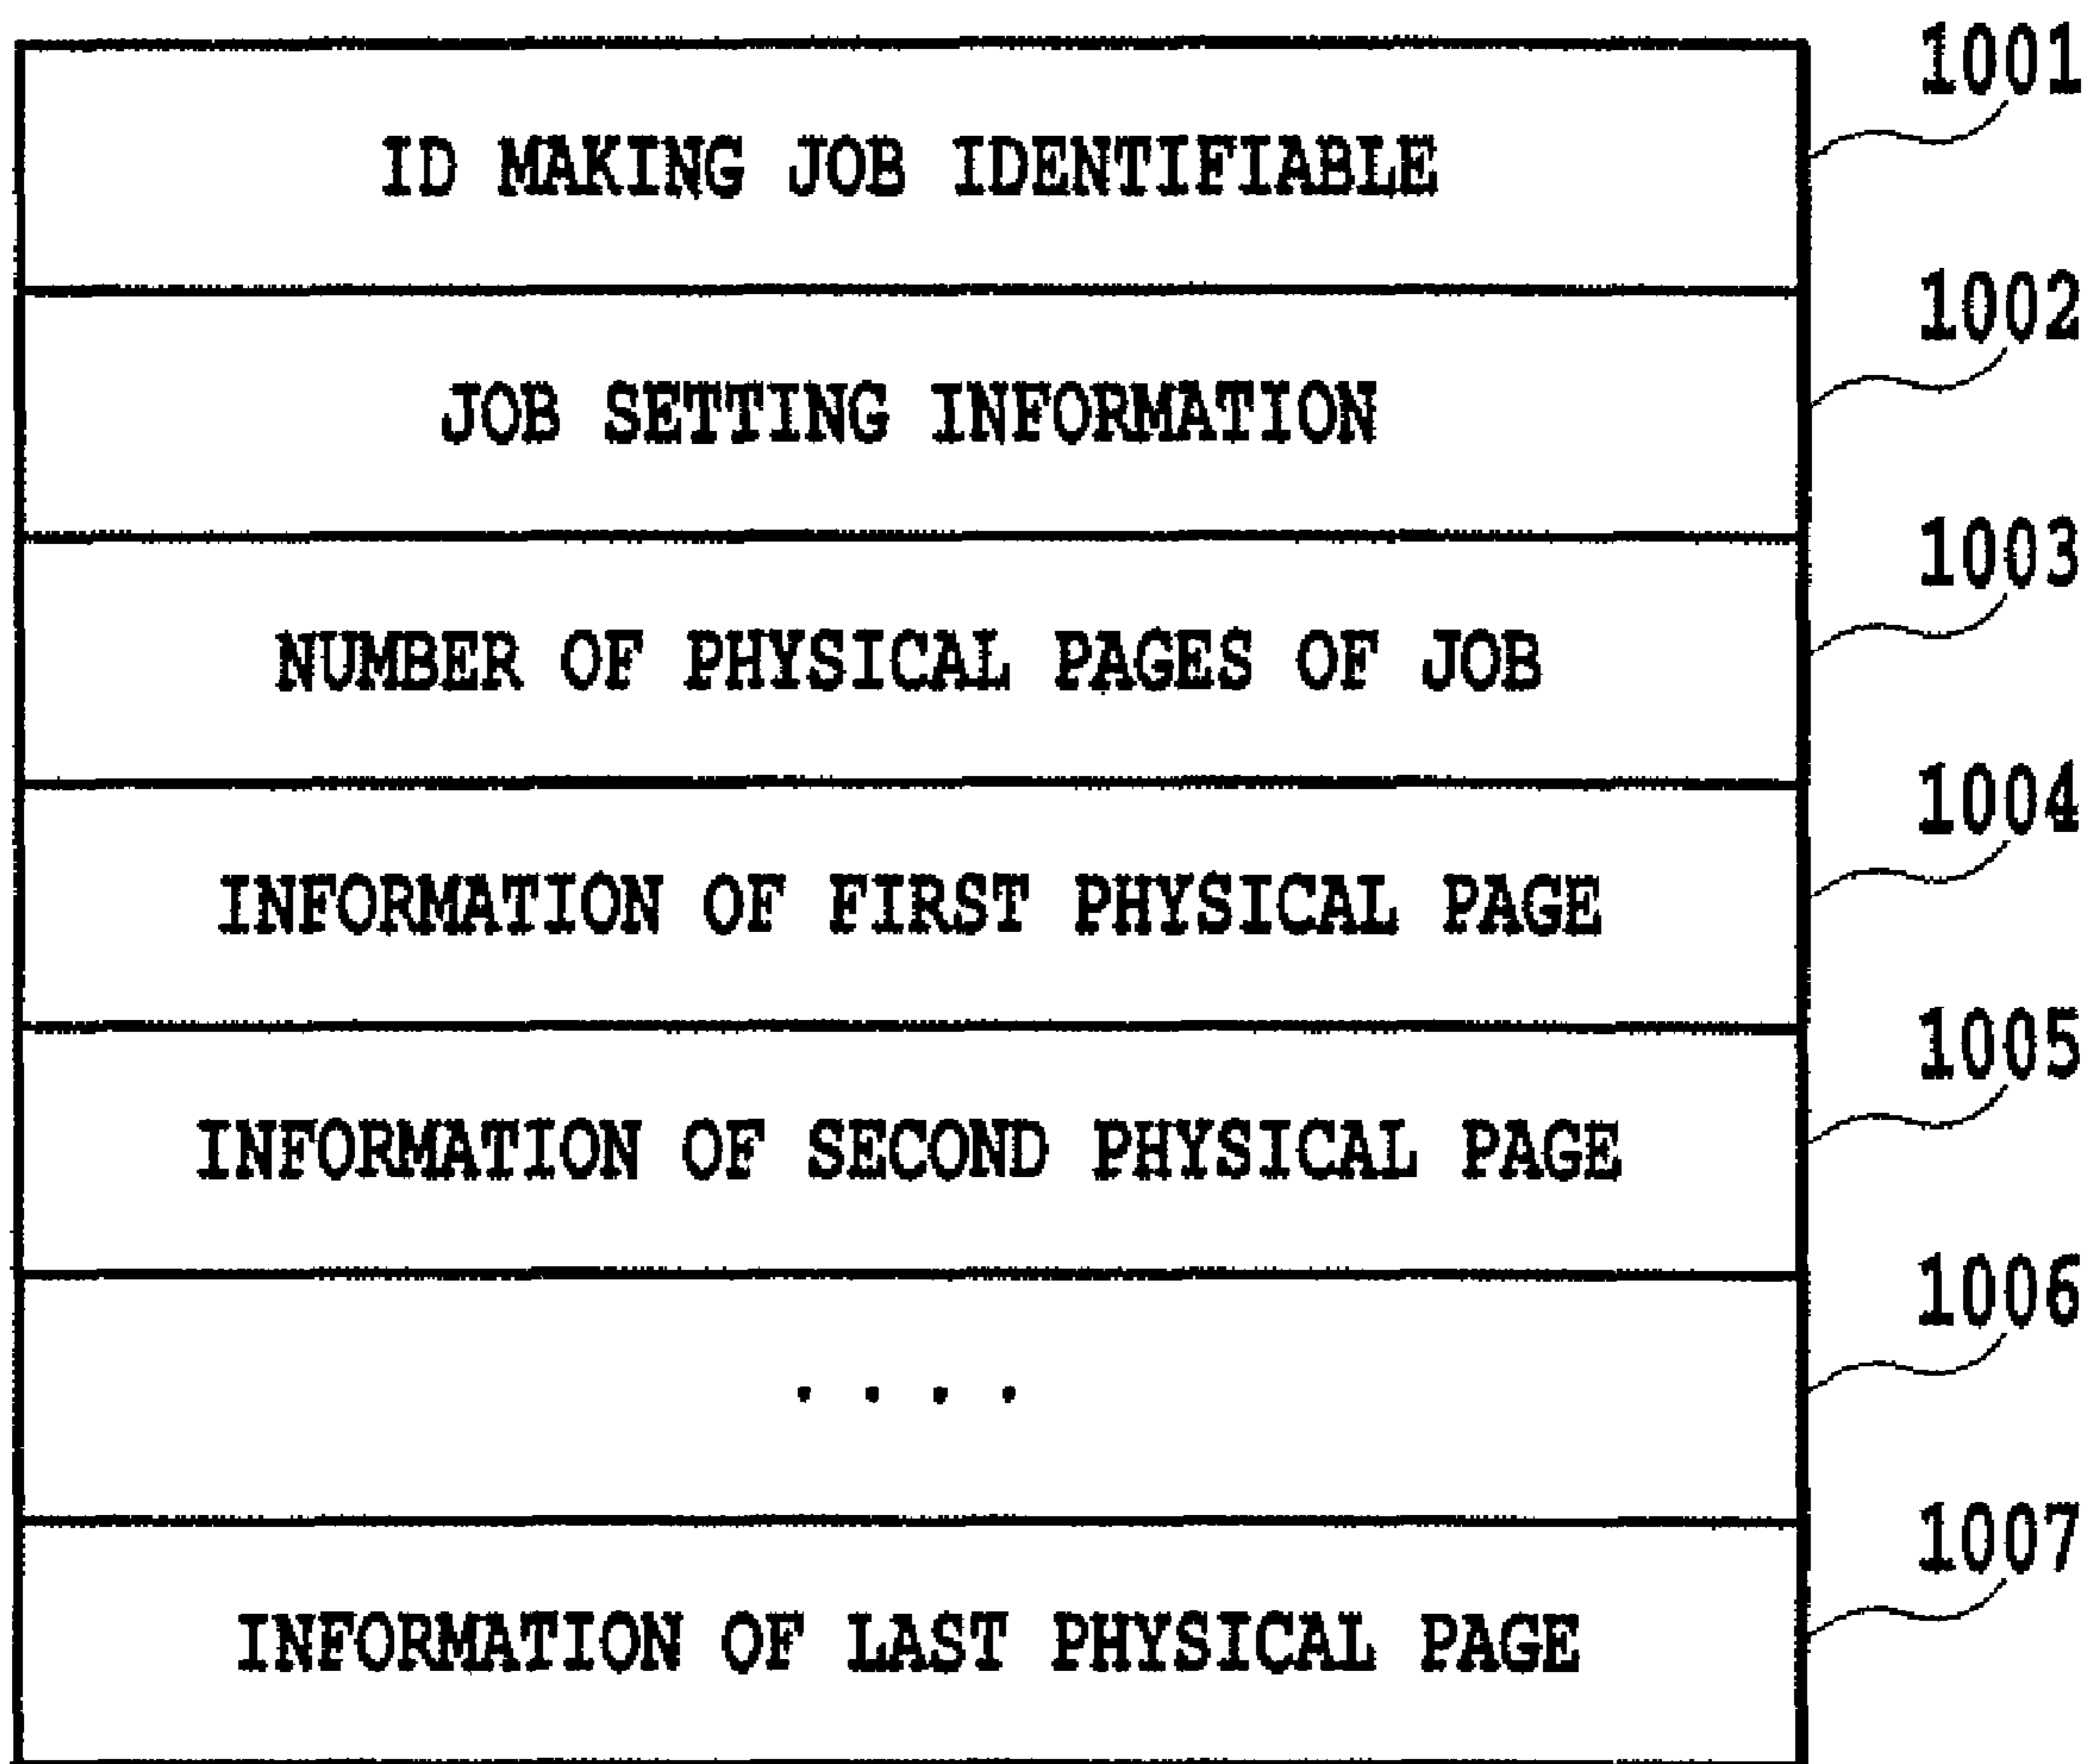 1001
ID MAKING JOB IDENTIFIABLE
1002
JOB SETTING INFORMATION
1003
NUMBER OF PHYSICAL PAGES OF JOB
1004
INFORMATION OF FIRST PHYSICAL PAGE
1005
INFORMATION OF SECOND PHYSICAL PAGE
1006
. . . .
1007
INFORMATION OF LAST PHYSICAL PAGE